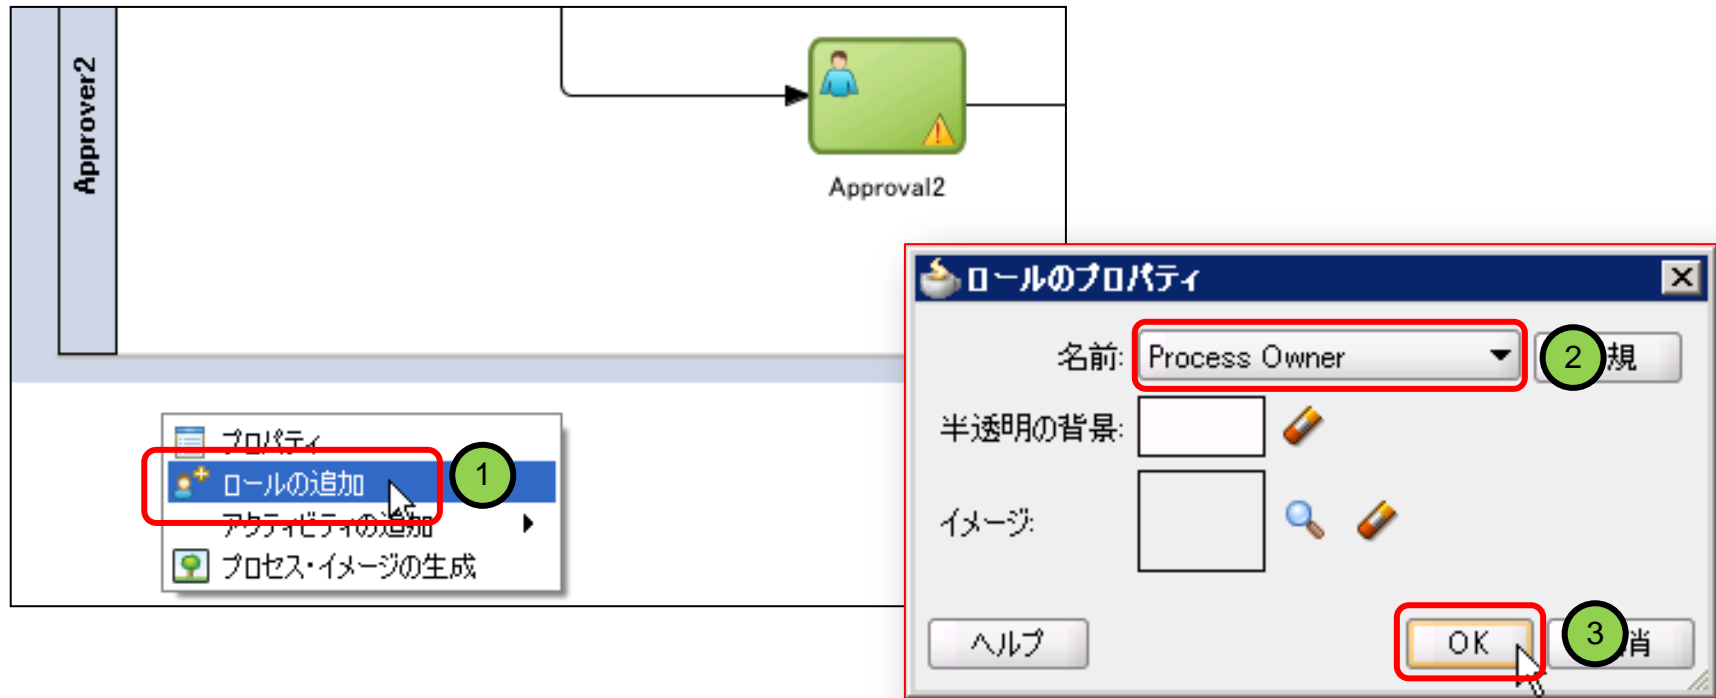 Approver2
Approval2
プロパティ
ロールの追加
1
アクティビティの追加
プロセス・イメージの生成
ロールのプロパティ
名前: Process Owner
2
規
半透明の背景:
イメージ:
ヘルプ
OK
3
消